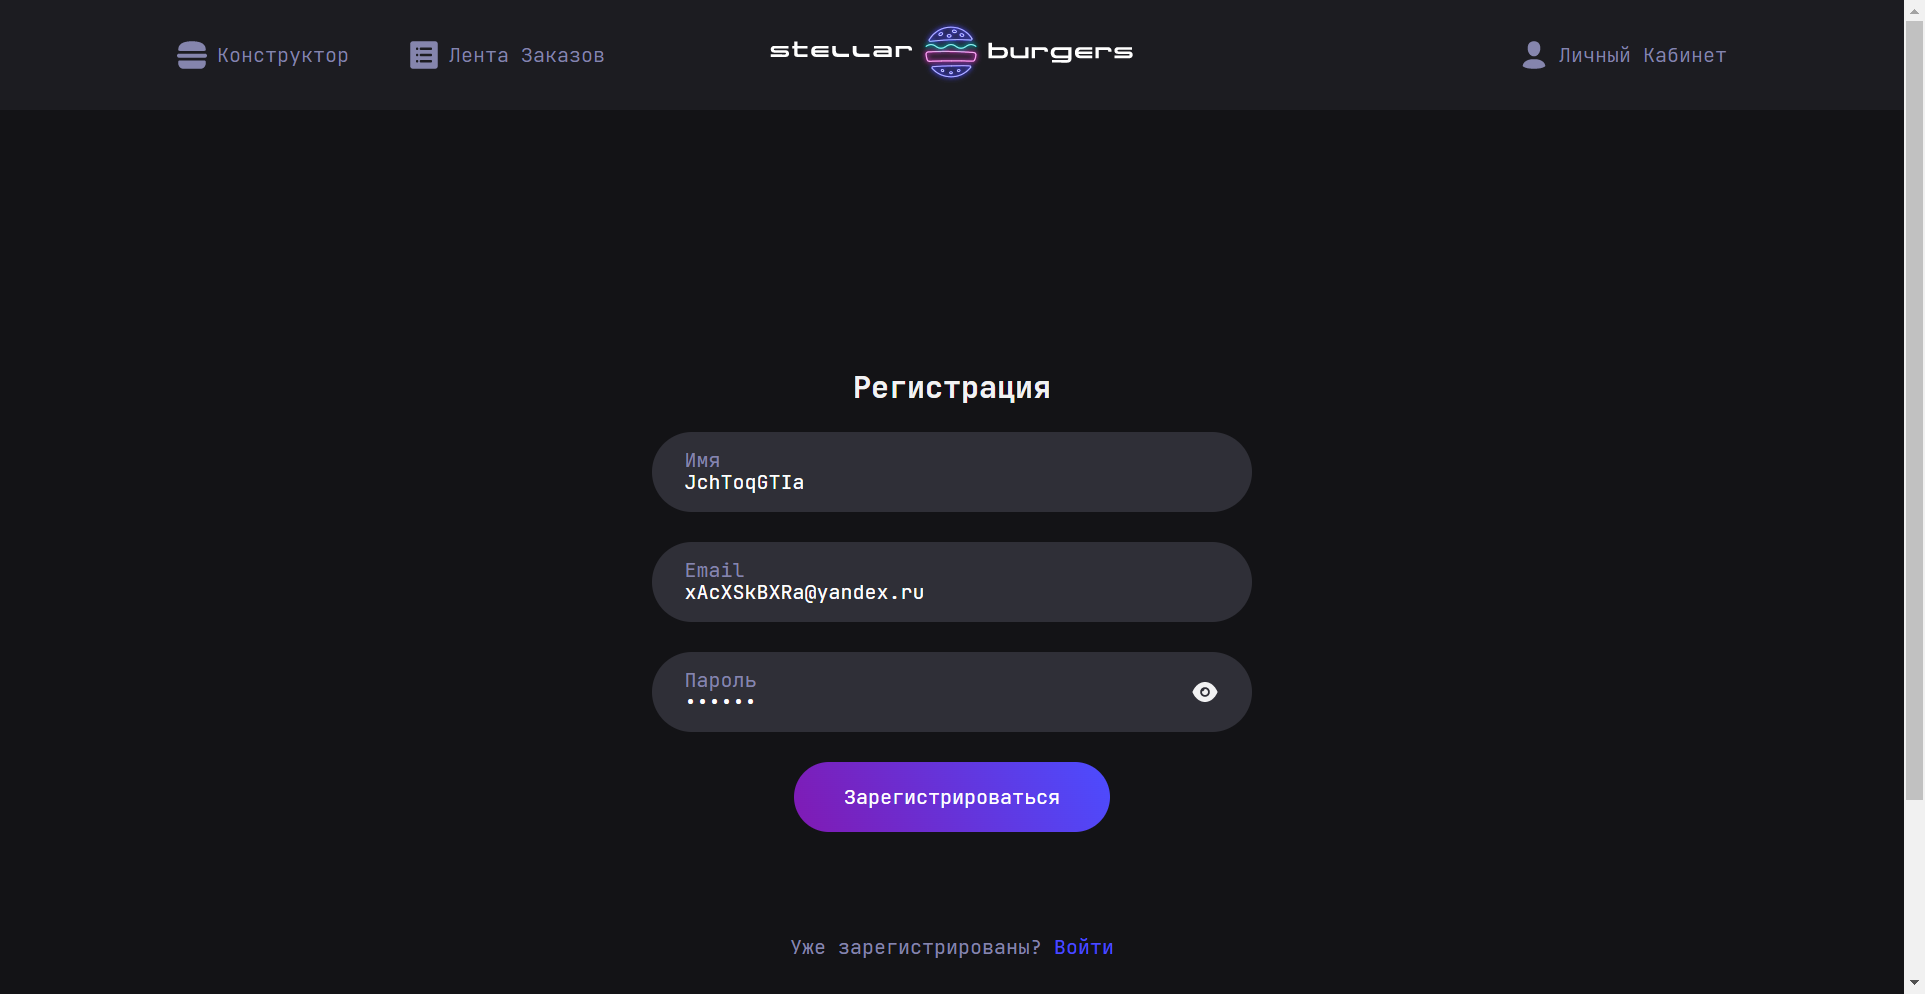 Конструктор
Лента Заказов
stellar burgers
Личный Кабинет
Регистрация
Имя
JchToqGTIa
Email
xAcXSkBXRa@yandex.ru
Пароль
••••••
Зарегистрироваться
Уже зарегистрированы? Войти